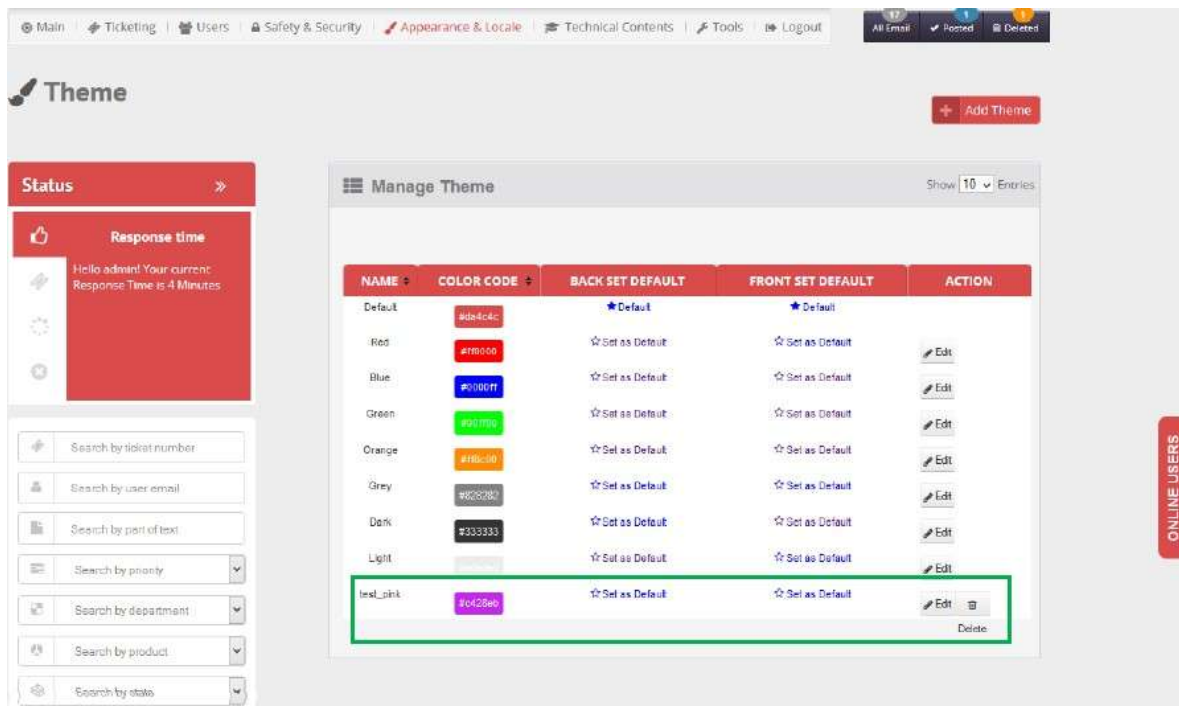 Main Ticketing Users Safety & Security Appearance & Locale Technical Contents Tools Logout
17 1 1
All Email Posted Deleted
Theme
Add Theme
Status
Response time
Hello admin! Your current
Response Time is 4 Minutes
Search by ticket number
Search by user email
Search by part of text
Search by priority
Search by department
Search by product
Search by state
Manage Theme
Show 10 Entries
NAME COLOR CODE BACK SET DEFAULT FRONT SET DEFAULT ACTION
Default #da4c4c Default Default
Red #ff0000 Set as Default Set as Default Edit
Blue #0000ff Set as Default Set as Default Edit
Green Set as Default Set as Default Edit
Orange #ff8c00 Set as Default Set as Default Edit
Grey #828282 Set as Default Set as Default Edit
Dark #333333 Set as Default Set as Default Edit
Light Set as Default Set as Default Edit
test_pink #c428eb Set as Default Set as Default Edit
Delete
ONLINE USERS